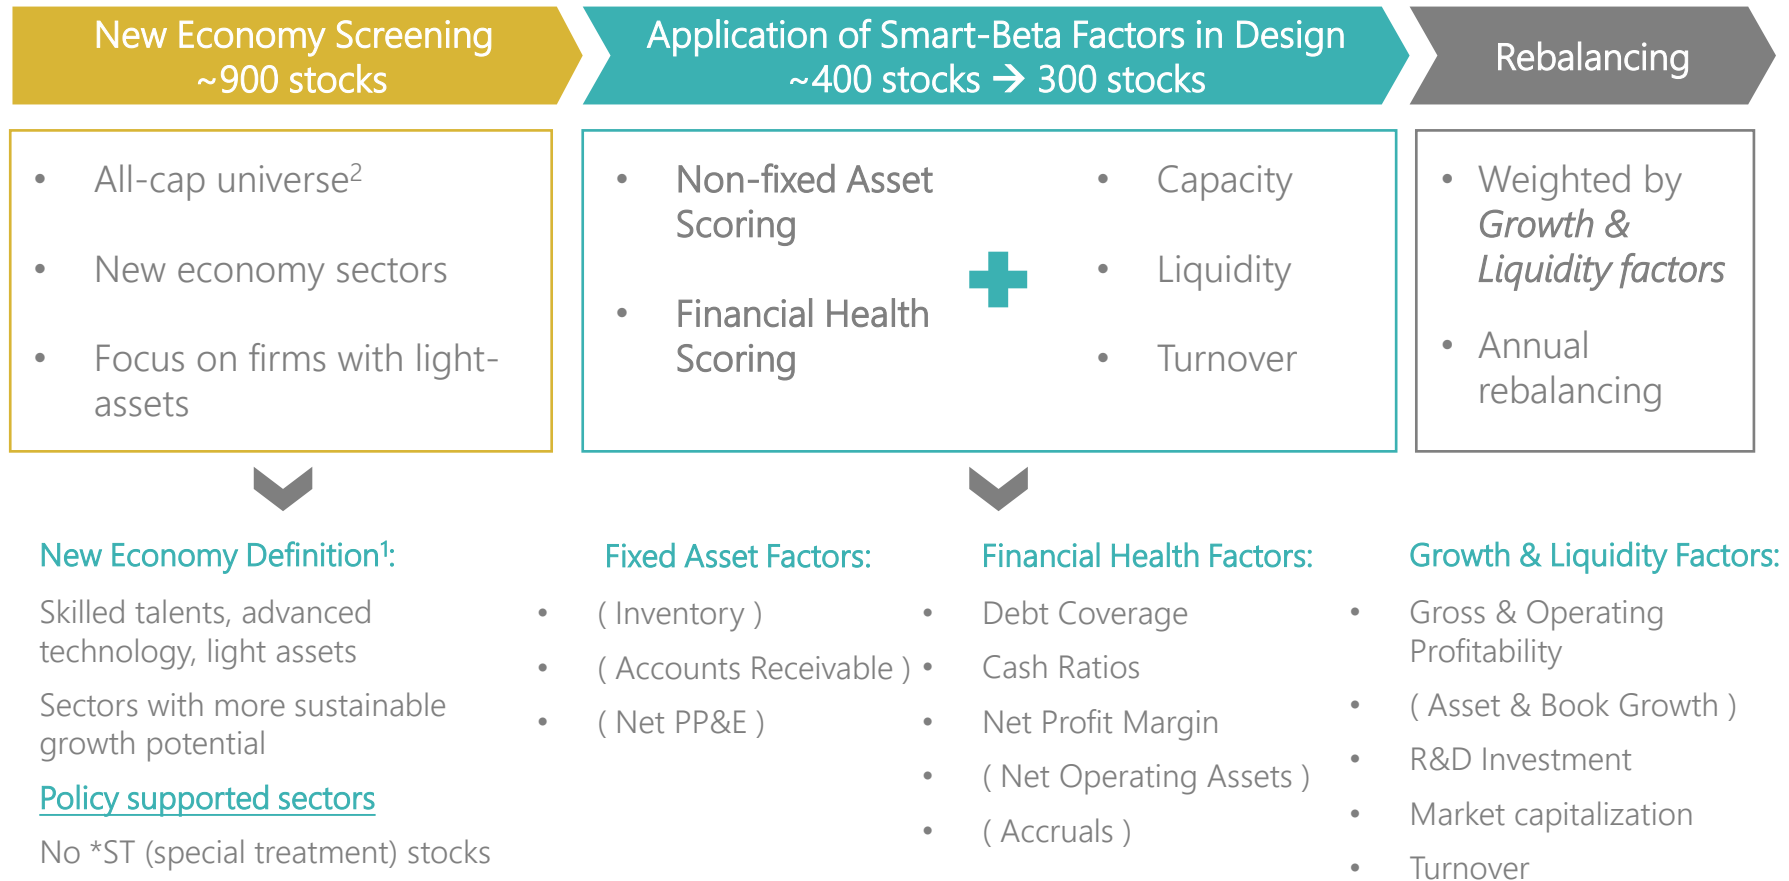 New Economy Screening
~900 stocks
Application of Smart-Beta Factors in Design
~400 stocks → 300 stocks
Rebalancing
• All-cap universe²
• New economy sectors
• Focus on firms with light-
assets
• Non-fixed Asset
Scoring
• Financial Health
Scoring
• Capacity
• Liquidity
• Turnover
• Weighted by
Growth &
Liquidity factors
• Annual
rebalancing
New Economy Definition¹:
Skilled talents, advanced
technology, light assets
Sectors with more sustainable
growth potential
Policy supported sectors
No *ST (special treatment) stocks
Fixed Asset Factors:
• ( Inventory )
• ( Accounts Receivable )
• ( Net PP&E )
Financial Health Factors:
• Debt Coverage
• Cash Ratios
• Net Profit Margin
• ( Net Operating Assets )
• ( Accruals )
Growth & Liquidity Factors:
• Gross & Operating
Profitability
• ( Asset & Book Growth )
• R&D Investment
• Market capitalization
• Turnover